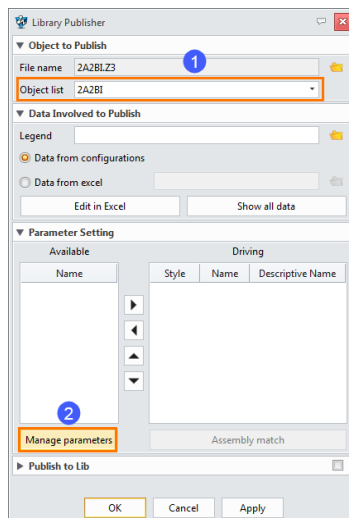 Library Publisher
Object to Publish
1
File name 2A2BI.Z3
Object list 2A2BI
Data Involved to Publish
Legend
Data from configurations
Data from excel
Edit in Excel Show all data
Parameter Setting
Available Driving
Name Style Name Descriptive Name
2
Manage parameters Assembly match
Publish to Lib
OK Cancel Apply